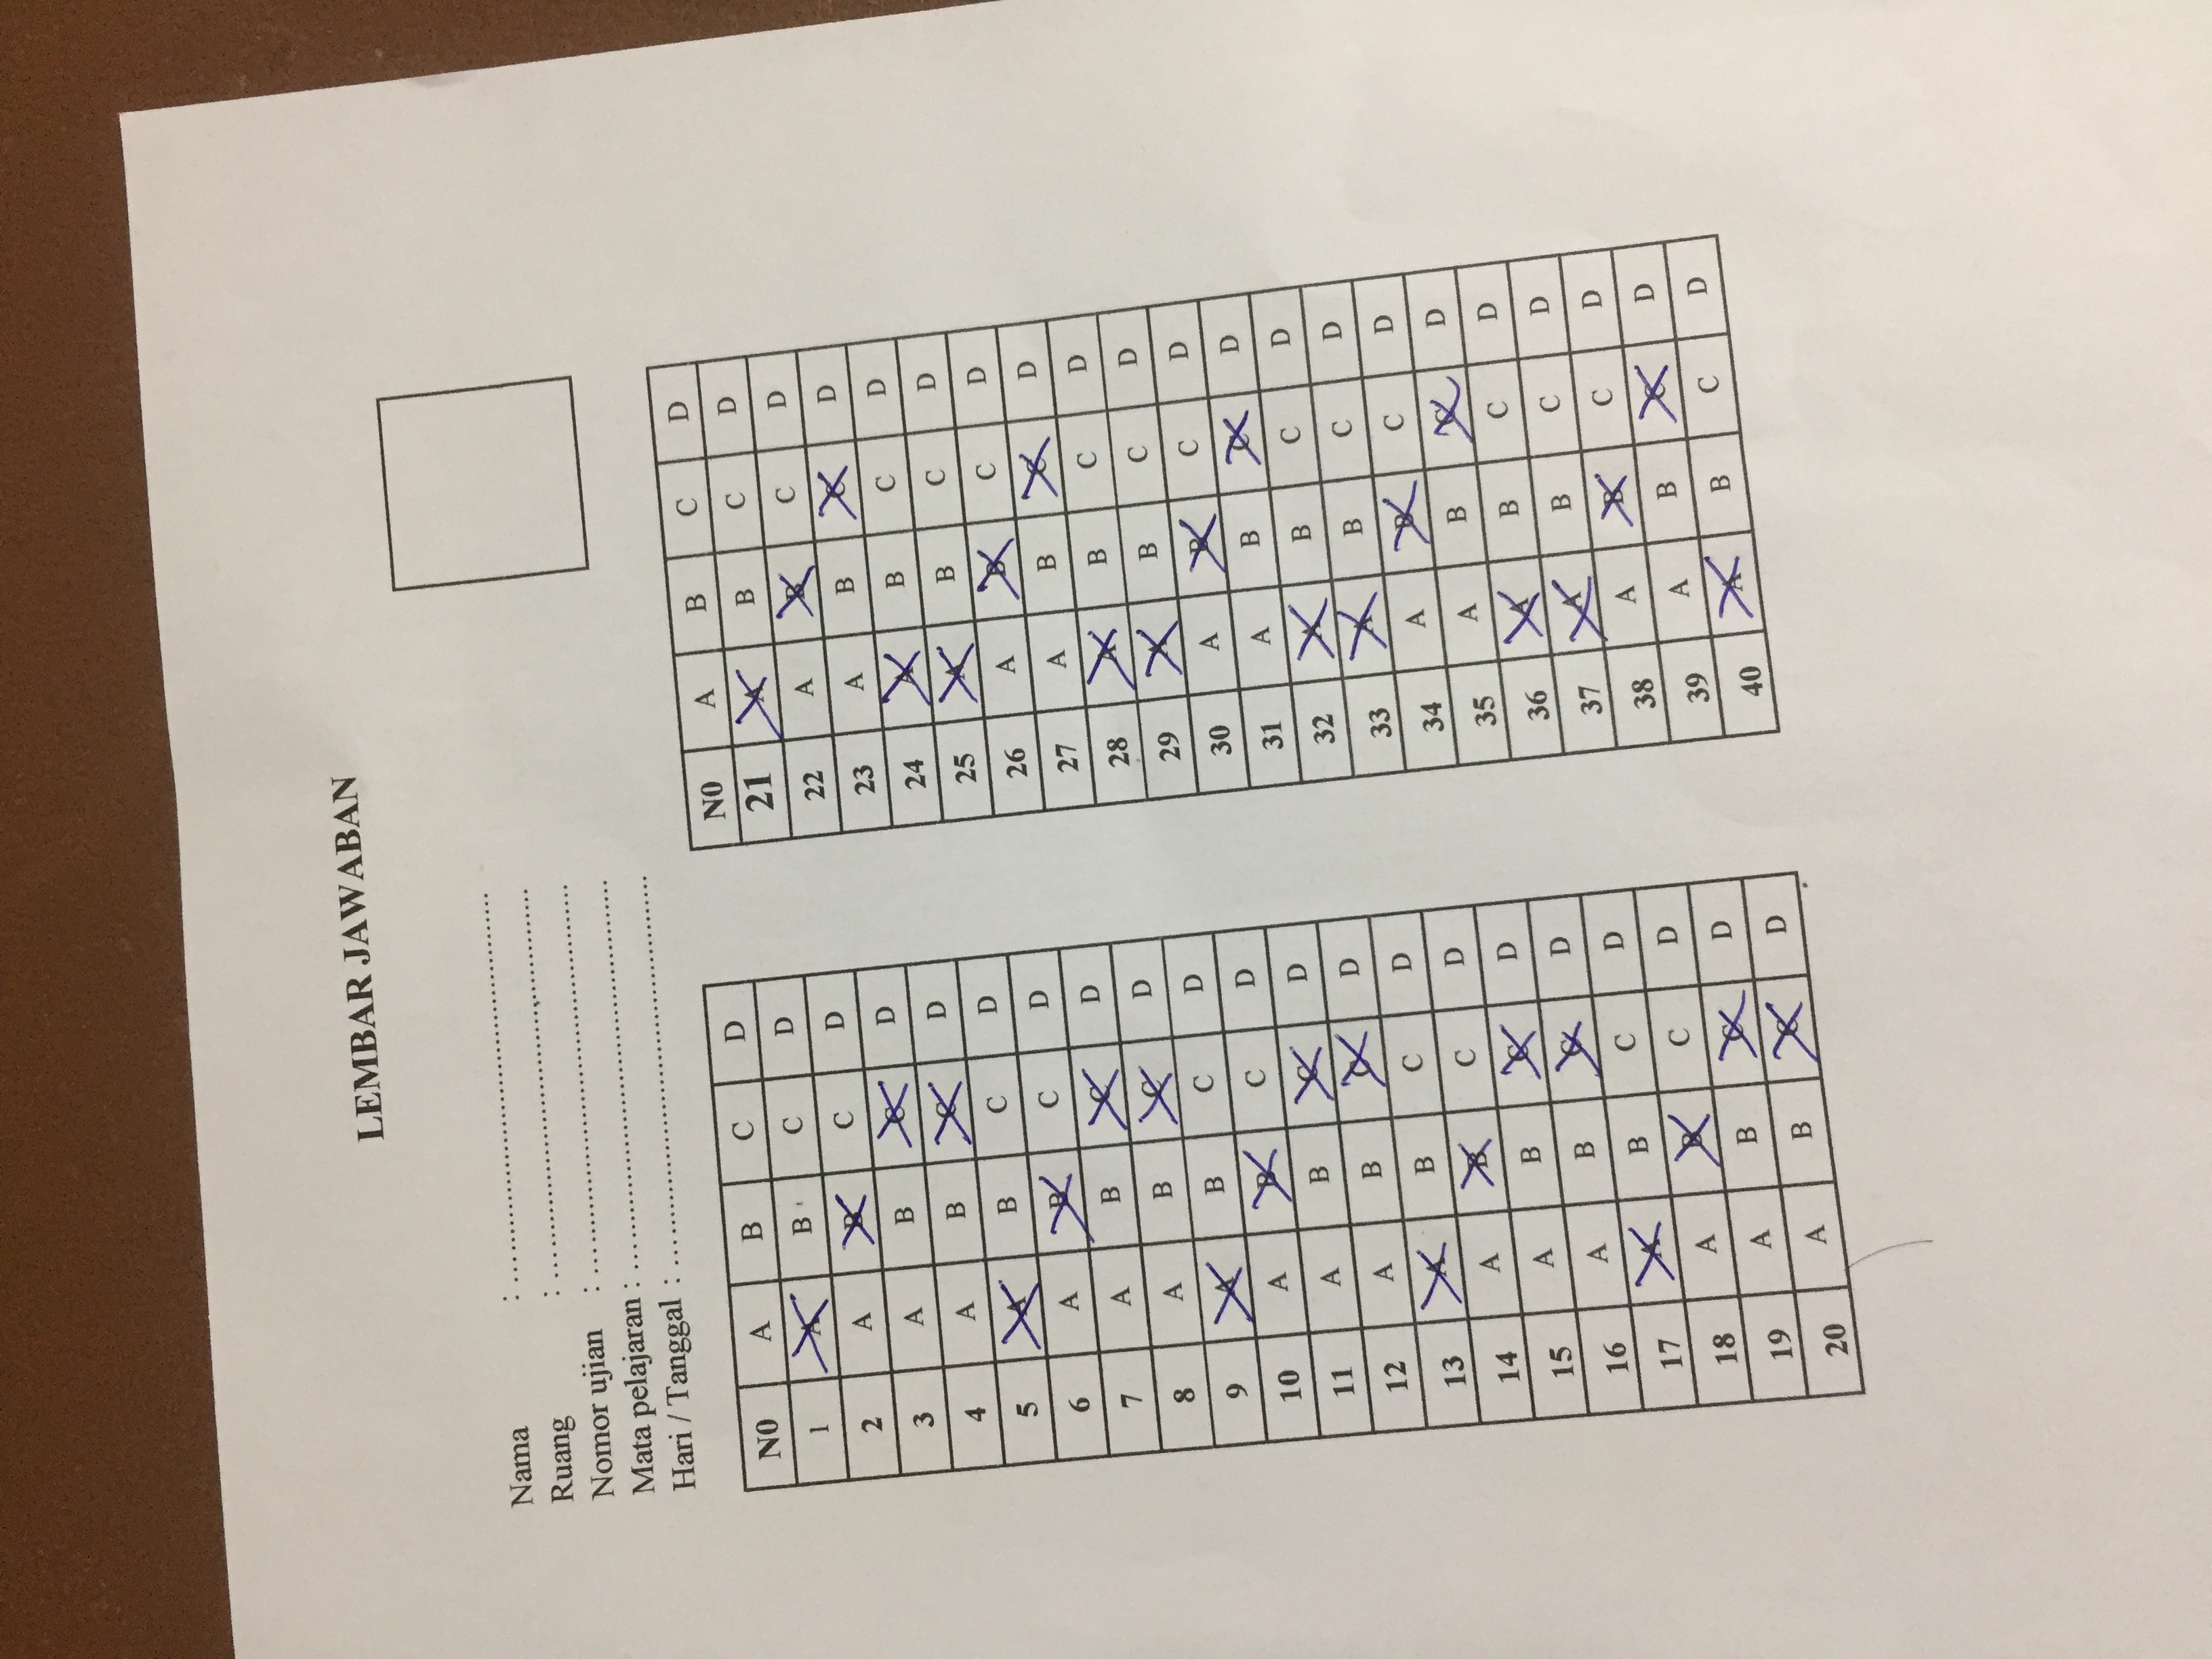 LEMBAR JAWABAN
Nama : ........................................................
Ruang : ........................................................
Nomor ujian : ........................................................
Mata pelajaran : ........................................................
Hari / Tanggal : ........................................................
N0 A B C D
1 A B C D
2 A B C D
3 A B C D
4 A B C D
5 A B C D
6 A B C D
7 A B C D
8 A B C D
9 A B C D
10 A B C D
11 A B C D
12 A B C D
13 A B C D
14 A B C D
15 A B C D
16 A B C D
17 A B C D
18 A B C D
19 A B C D
20 A B C D
N0 A B C D
21 A B C D
22 A B C D
23 A B C D
24 A B C D
25 A B C D
26 A B C D
27 A B C D
28 A B C D
29 A B C D
30 A B C D
31 A B C D
32 A B C D
33 A B C D
34 A B C D
35 A B C D
36 A B C D
37 A B C D
38 A B C D
39 A B C D
40 A B C D